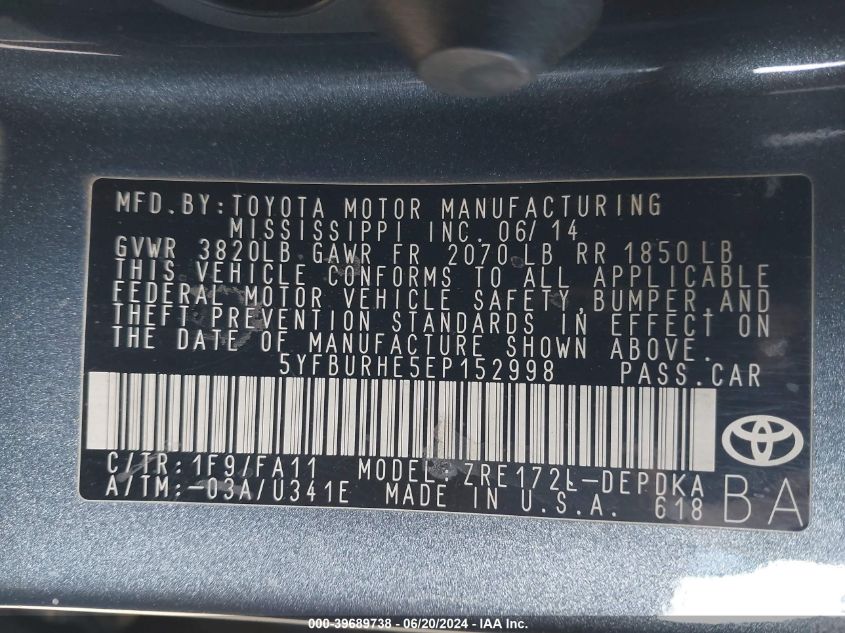 MFD.BY:TOYOTA MOTOR MANUFACTURING
MISSISSIPPI INC. 06/14
GVWR 3820LB GAWR FR 2070 LB RR 1850 LB
THIS VEHICLE CONFORMS TO ALL APPLICABLE
FEDERAL MOTOR VEHICLE SAFETY, BUMPER, AND
THEFT PREVENTION STANDARDS IN EFFECT ON
THE DATE OF MANUFACTURE SHOWN ABOVE.
5YFBURHE5EP152998 PASS.CAR
C/TR:1F9/FA11 MODEL: ZRE172L-DEPDKA
A/TM:-03A/U341E MADE IN U.S.A. 618 BA
000-39689738 - 06/20/2024 - IAA Inc.